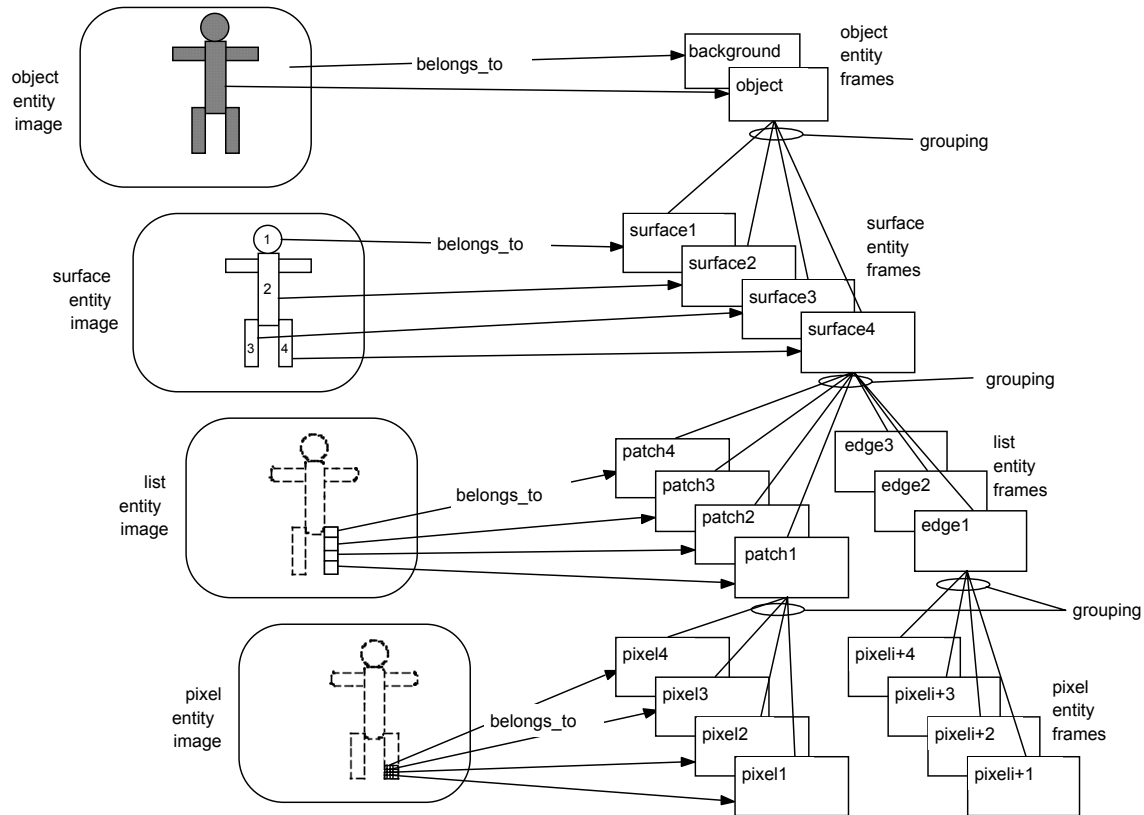 object
entity
image
belongs_to
background
object
object
entity
frames
grouping
surface
entity
image
1
2
3
4
belongs_to
surface1
surface2
surface3
surface4
surface
entity
frames
grouping
list
entity
image
belongs_to
patch4
patch3
patch2
patch1
edge3
edge2
edge1
list
entity
frames
grouping
pixel
entity
image
belongs_to
pixel4
pixel3
pixel2
pixel1
pixeli+4
pixeli+3
pixeli+2
pixeli+1
pixel
entity
frames